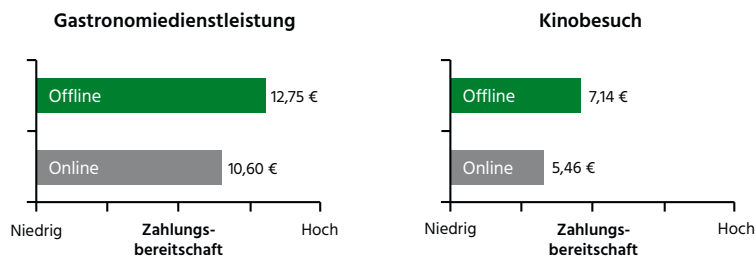 Gastronomiedienstleistung
Offline
12,75 €
Online
10,60 €
Niedrig
Zahlungs-
bereitschaft
Hoch
Kinobesuch
Offline
7,14 €
Online
5,46 €
Niedrig
Zahlungs-
bereitschaft
Hoch